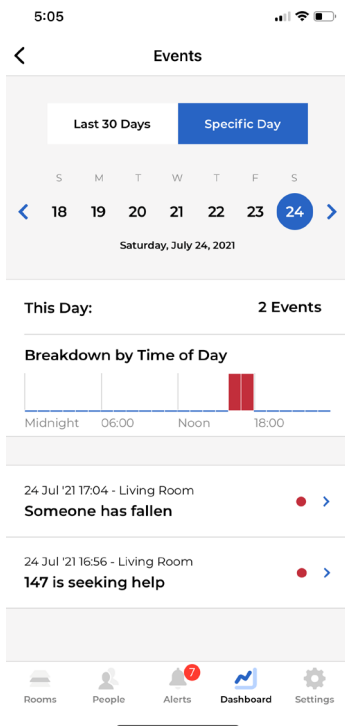 5:05
Events
Last 30 Days
Specific Day
S M T W T F S
18 19 20 21 22 23 24
Saturday, July 24, 2021
This Day:
2 Events
Breakdown by Time of Day
Midnight 06:00 Noon 18:00
24 Jul '21 17:04 - Living Room
Someone has fallen
24 Jul '21 16:56 - Living Room
147 is seeking help
7
Rooms People Alerts Dashboard Settings